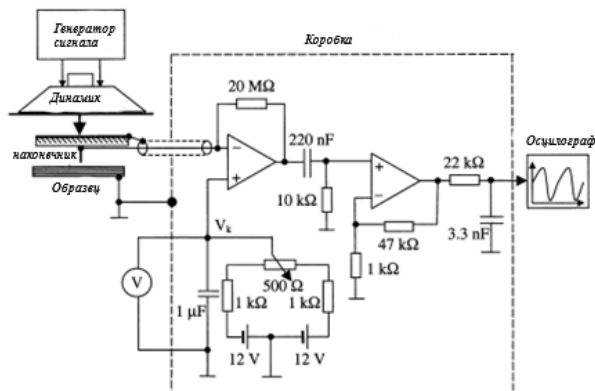 Генератор
сигнала
Динамик
наконечник
Образец
Коробка
20 MΩ
−
+
220 nF
10 kΩ
+
−
47 kΩ
1 kΩ
22 kΩ
3.3 nF
Осцилограф
V
Vₖ
1 µF
500 Ω
1 kΩ
1 kΩ
12 V
12 V